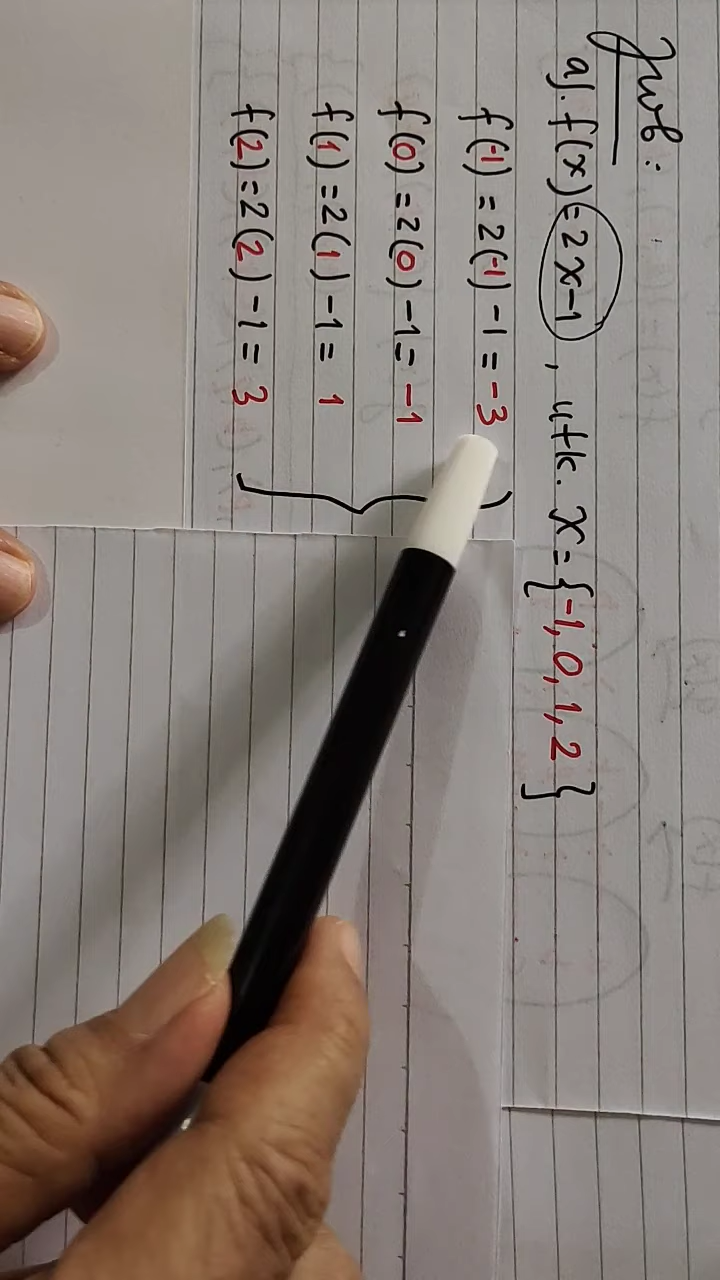 Jwb :
a). f(x) = 2x-1, utk. x = {-1, 0, 1, 2}
f(-1) = 2(-1) - 1 = -3
f(0) = 2(0) - 1 = -1
f(1) = 2(1) - 1 = 1
f(2) = 2(2) - 1 = 3